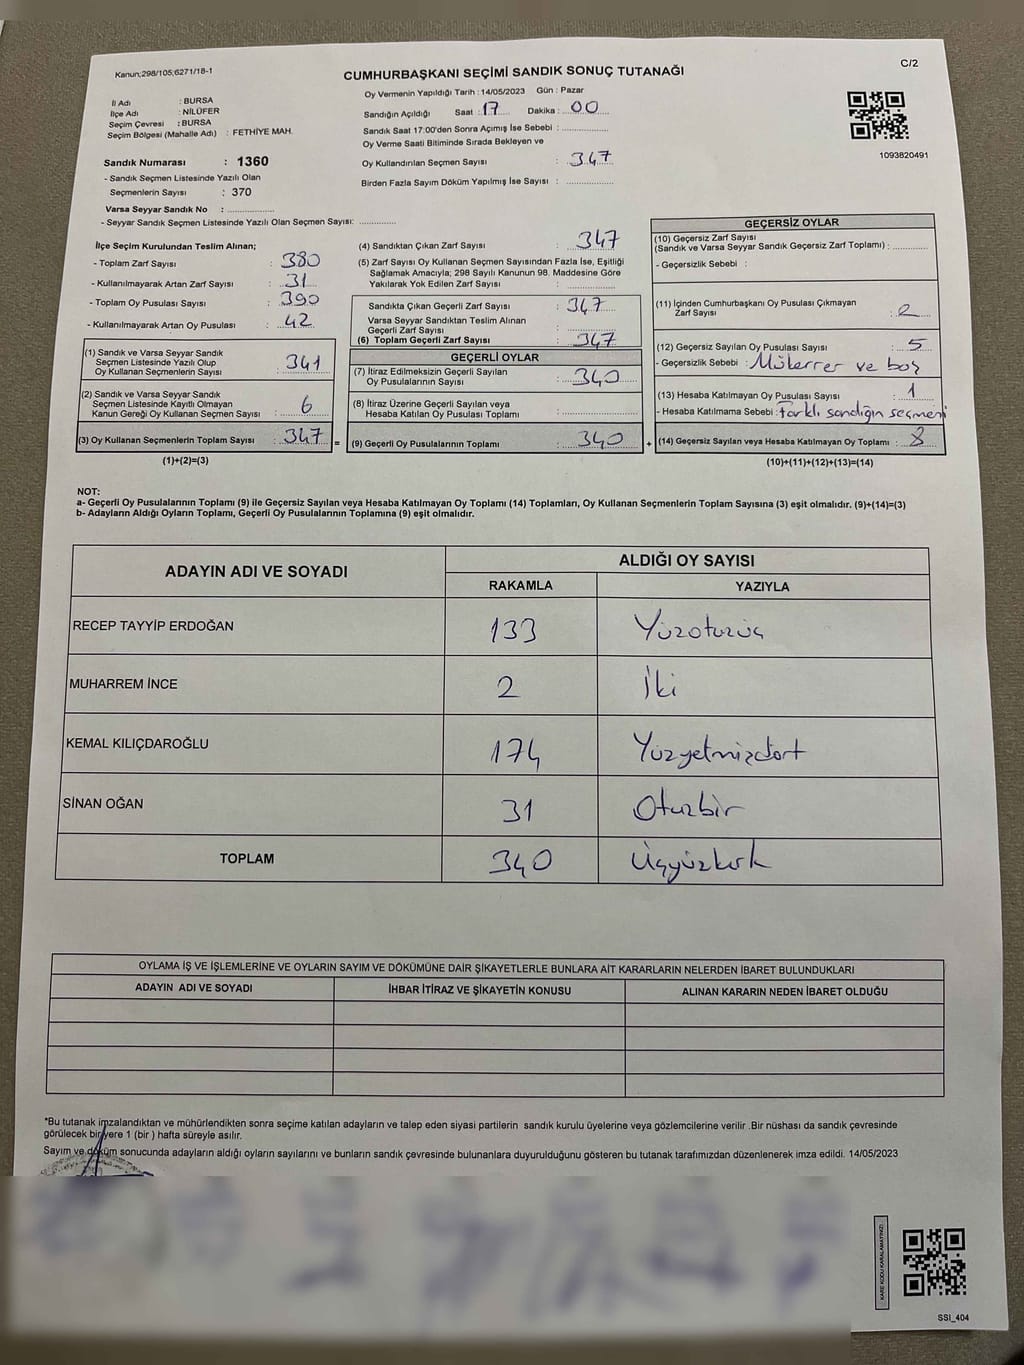 Kanun;298/105;6271/18-1
C/2
CUMHURBAŞKANI SEÇİMİ SANDIK SONUÇ TUTANAĞI
İl Adı : BURSA
İlçe Adı : NİLÜFER
Seçim Çevresi : BURSA
Seçim Bölgesi (Mahalle Adı) : FETHİYE MAH.
Sandık Numarası : 1360
- Sandık Seçmen Listesinde Yazılı Olan
Seçmenlerin Sayısı : 370
Varsa Seyyar Sandık No : ................
- Seyyar Sandık Seçmen Listesinde Yazılı Olan Seçmen Sayısı: .............
Oy Vermenin Yapıldığı Tarih : 14/05/2023 Gün : Pazar
Sandığın Açıldığı Saat : 17 Dakika : 00
Sandık Saat 17:00'den Sonra Açımış İse Sebebi : ................
Oy Verme Saati Bitiminde Sırada Bekleyen ve
Oy Kullandırılan Seçmen Sayısı : 347
Birden Fazla Sayım Döküm Yapılmış İse Sayısı : ................
1093820491
İlçe Seçim Kurulundan Teslim Alınan;
- Toplam Zarf Sayısı : 380
- Kullanılmayarak Artan Zarf Sayısı : 31
- Toplam Oy Pusulası Sayısı : 390
- Kullanılmayarak Artan Oy Pusulası : 42
(1) Sandık ve Varsa Seyyar Sandık
Seçmen Listesinde Yazılı Olup
Oy Kullanan Seçmenlerin Sayısı : 341
(2) Sandık ve Varsa Seyyar Sandık
Seçmen Listesinde Kayıtlı Olmayan
Kanun Gereği Oy Kullanan Seçmen Sayısı : 6
(3) Oy Kullanan Seçmenlerin Toplam Sayısı : 347 =
(1)+(2)=(3)
(4) Sandıktan Çıkan Zarf Sayısı : 347
(5) Zarf Sayısı Oy Kullanan Seçmen Sayısından Fazla İse, Eşitliği
Sağlamak Amacıyla; 298 Sayılı Kanunun 98. Maddesine Göre
Yakılarak Yok Edilen Zarf Sayısı : ................
Sandıkta Çıkan Geçerli Zarf Sayısı : 347
Varsa Seyyar Sandıktan Teslim Alınan
Geçerli Zarf Sayısı : ................
(6) Toplam Geçerli Zarf Sayısı : 347
GEÇERLİ OYLAR
(7) İtiraz Edilmeksizin Geçerli Sayılan
Oy Pusulalarının Sayısı : 340
(8) İtiraz Üzerine Geçerli Sayılan veya
Hesaba Katılan Oy Pusulası Toplamı : ................
(9) Geçerli Oy Pusulalarının Toplamı : 340 +
GEÇERSİZ OYLAR
(10) Geçersiz Zarf Sayısı
(Sandık ve Varsa Seyyar Sandık Geçersiz Zarf Toplamı) : .............
- Geçersizlik Sebebi :
(11) İçinden Cumhurbaşkanı Oy Pusulası Çıkmayan
Zarf Sayısı : 2
(12) Geçersiz Sayılan Oy Pusulası Sayısı : 5
- Geçersizlik Sebebi : Mükerrer ve boş
(13) Hesaba Katılmayan Oy Pusulası Sayısı : 1
- Hesaba Katılmama Sebebi : farklı sandığın seçmeni
(14) Geçersiz Sayılan veya Hesaba Katılmayan Oy Toplamı : 8
(10)+(11)+(12)+(13)=(14)
NOT:
a- Geçerli Oy Pusulalarının Toplamı (9) ile Geçersiz Sayılan veya Hesaba Katılmayan Oy Toplamı (14) Toplamları, Oy Kullanan Seçmenlerin Toplam Sayısına (3) eşit olmalıdır. (9)+(14)=(3)
b- Adayların Aldığı Oyların Toplamı, Geçerli Oy Pusulalarının Toplamına (9) eşit olmalıdır.
ADAYIN ADI VE SOYADI ALDIĞI OY SAYISI
RAKAMLA YAZIYLA
RECEP TAYYİP ERDOĞAN 133 Yüzotuzüç
MUHARREM İNCE 2 İki
KEMAL KILIÇDAROĞLU 174 Yüzyetmişdört
SİNAN OĞAN 31 Otuzbir
TOPLAM 340 Üçyüzkırk
OYLAMA İŞ VE İŞLEMLERİNE VE OYLARIN SAYIM VE DÖKÜMÜNE DAİR ŞİKAYETLERLE BUNLARA AİT KARARLARIN NELERDEN İBARET BULUNDUKLARI
ADAYIN ADI VE SOYADI İHBAR İTİRAZ VE ŞİKAYETİN KONUSU ALINAN KARARIN NEDEN İBARET OLDUĞU
*Bu tutanak imzalandıktan ve mühürlendikten sonra seçime katılan adayların ve talep eden siyasi partilerin sandık kurulu üyelerine veya gözlemcilerine verilir .Bir nüshası da sandık çevresinde
görülecek bir yere 1 (bir ) hafta süreyle asılır.
Sayım ve döküm sonucunda adayların aldığı oyların sayılarını ve bunların sandık çevresinde bulunanlara duyurulduğunu gösteren bu tutanak tarafımızdan düzenlenerek imza edildi. 14/05/2023
KARE KODU KARALAMAYINIZ!
SSI_404